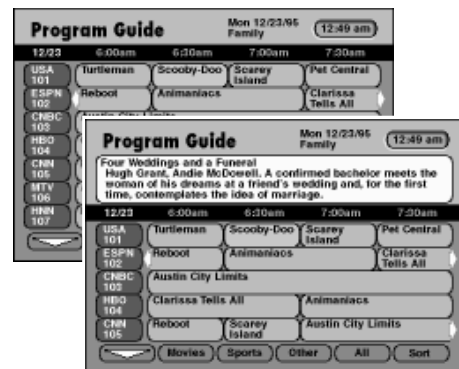 Program Guide
Mon 12/23/95
Family
12:49 am
12/23 6:00am 6:30am 7:00am 7:30am
USA 101
Turtleman Scooby-Doo Scarey Island Pet Central
ESPN 102
Reboot Animaniacs Clarissa Tells All
CNBC 103
Austin City Limits
HBO 104
CNN 105
MTV 106
HNN 107
Program Guide
Mon 12/23/95
Family
12:49 am
Four Weddings and a Funeral
Hugh Grant, Andie McDowell. A confirmed bachelor meets the
woman of his dreams at a friend's wedding and, for the first
time, contemplates the idea of marriage.
12/23 6:00am 6:30am 7:00am 7:30am
USA 101
Turtleman Scooby-Doo Scarey Island Pet Central
ESPN 102
Reboot Animaniacs Clarissa Tells All
CNBC 103
Austin City Limits
HBO 104
Clarissa Tells All Animaniacs
CNN 105
Reboot Scarey Island Austin City Limits
Movies Sports Other All Sort